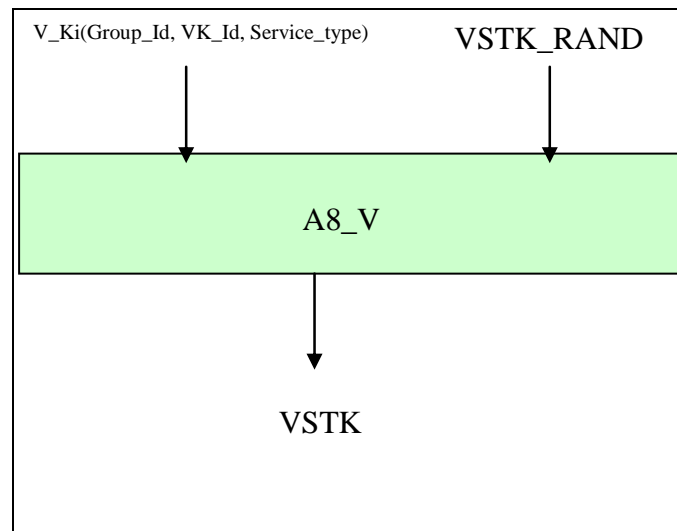 V_Ki(Group_Id, VK_Id, Service_type)
VSTK_RAND
A8_V
VSTK